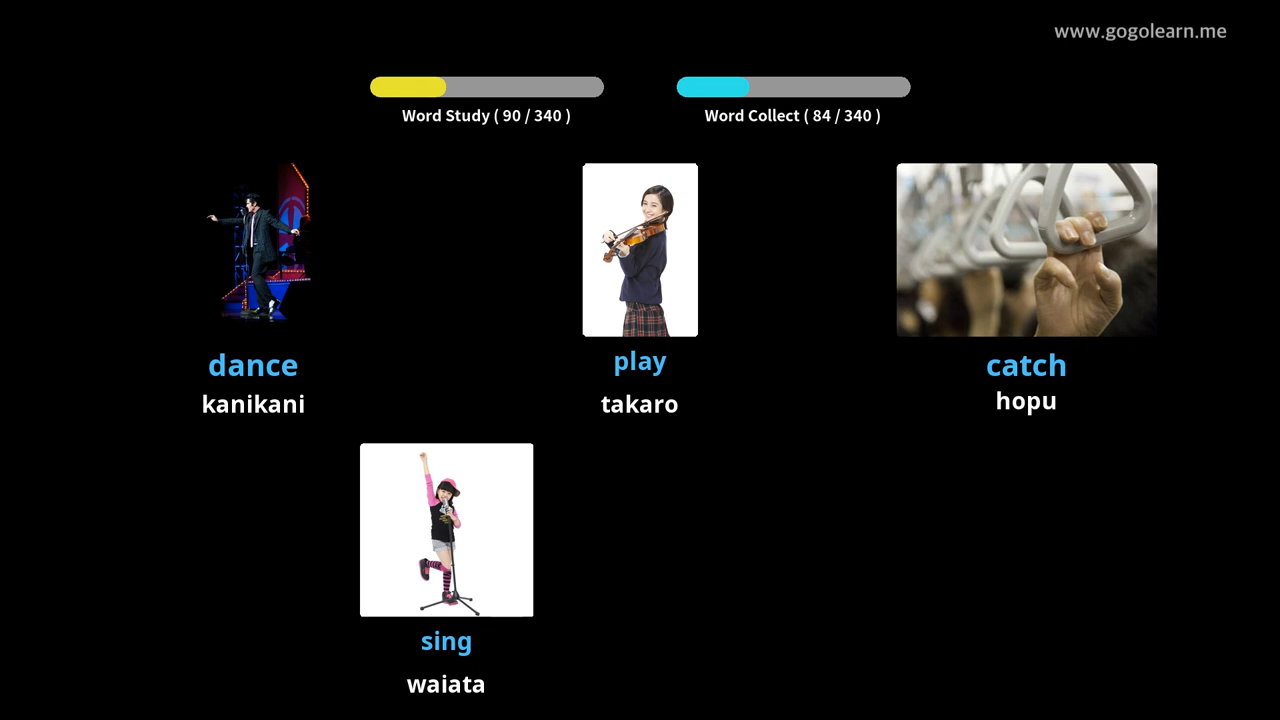 www.gogolearn.me
Word Study ( 90 / 340 )
Word Collect ( 84 / 340 )
dance
kanikani
play
takaro
catch
hopu
sing
waiata